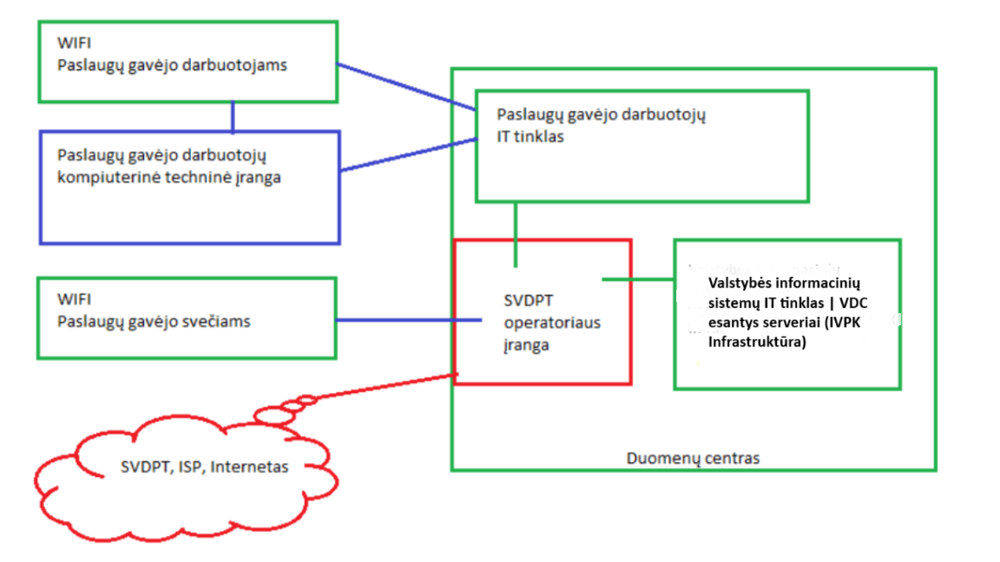 WIFI
Paslaugų gavėjo darbuotojams
Paslaugų gavėjo darbuotojų
kompiuterinė techninė įranga
WIFI
Paslaugų gavėjo svečiams
SVDPT, ISP, Internetas
Paslaugų gavėjo darbuotojų
IT tinklas
SVDPT
operatoriaus
įranga
Valstybės informacinių
sistemų IT tinklas | VDC
esantys serveriai (IVPK
Infrastruktūra)
Duomenų centras